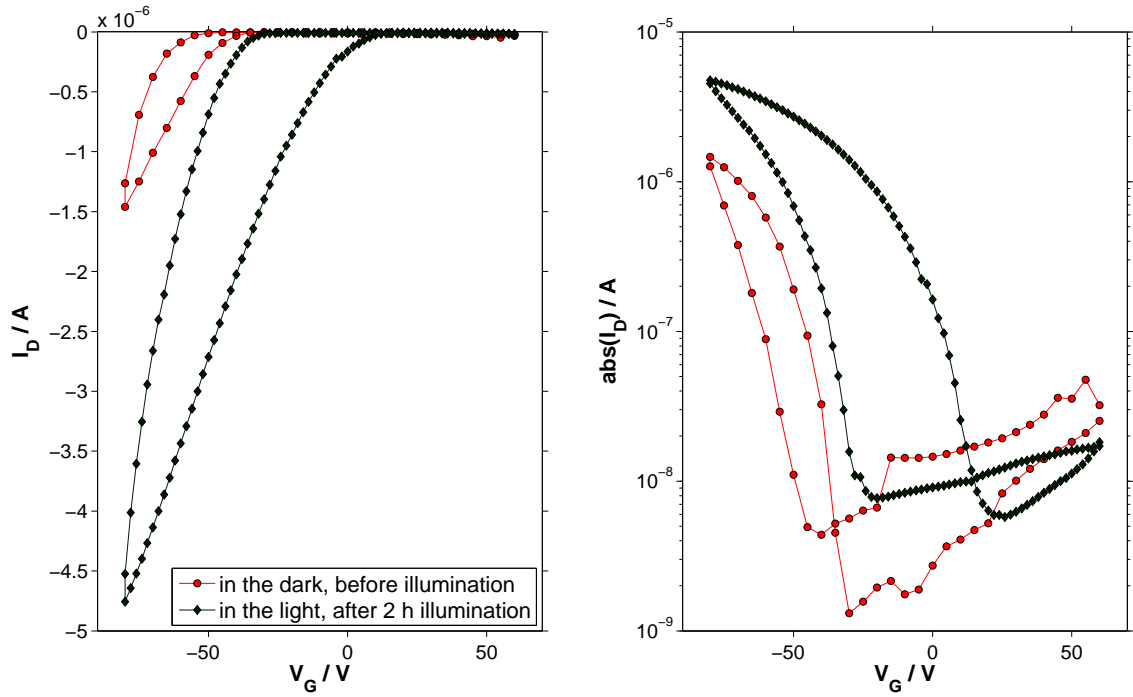 x 10⁻⁶
0
−0.5
−1
−1.5
−2
−2.5
−3
−3.5
−4
−4.5
−5
I_D / A
−50 0 50
V_G / V
in the dark, before illumination
in the light, after 2 h illumination
10⁻⁵
10⁻⁶
10⁻⁷
10⁻⁸
10⁻⁹
abs(I_D) / A
−50 0 50
V_G / V